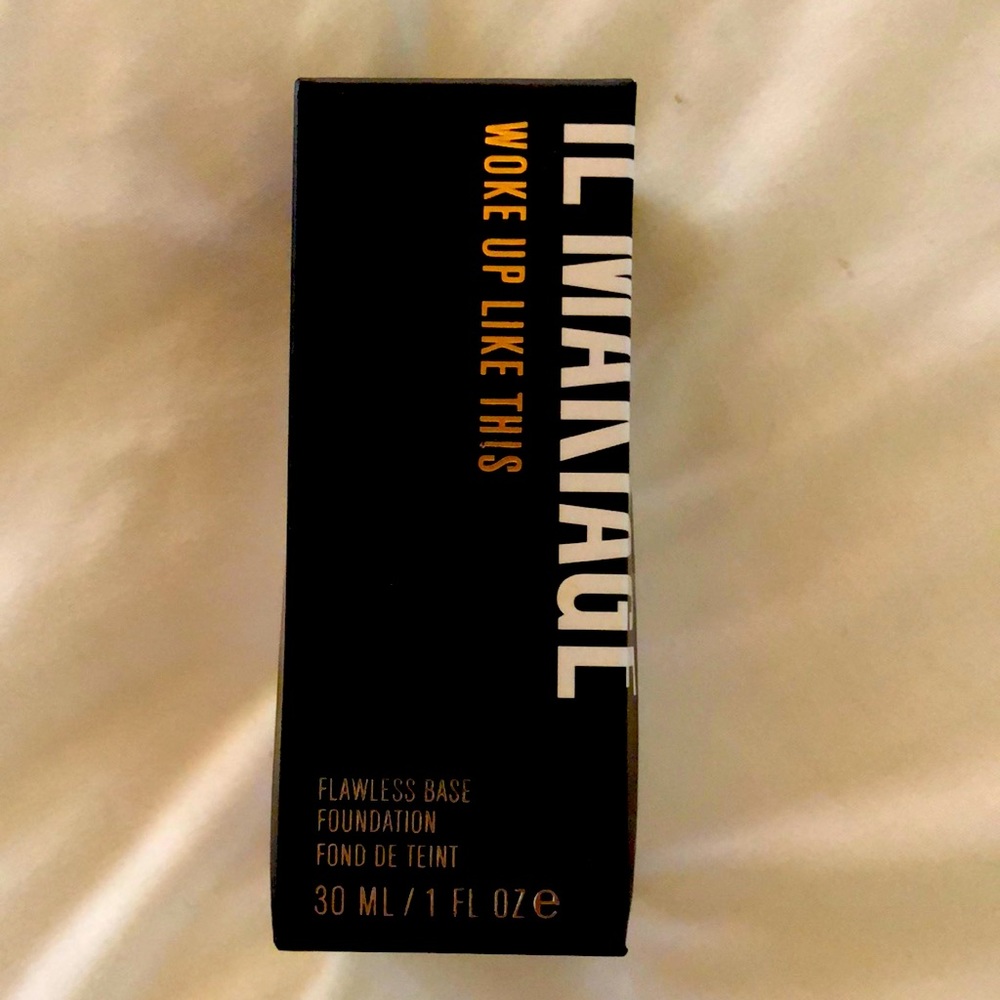 IL MAKIAGE
WOKE UP LIKE THIS
FLAWLESS BASE
FOUNDATION
FOND DE TEINT
30 ML / 1 FL OZ e